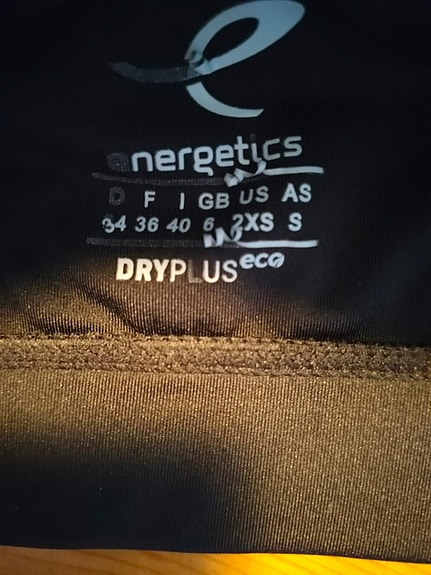 energetics
D F I GB US AS
34 36 40 6 2XS S
DRYPLUS eco